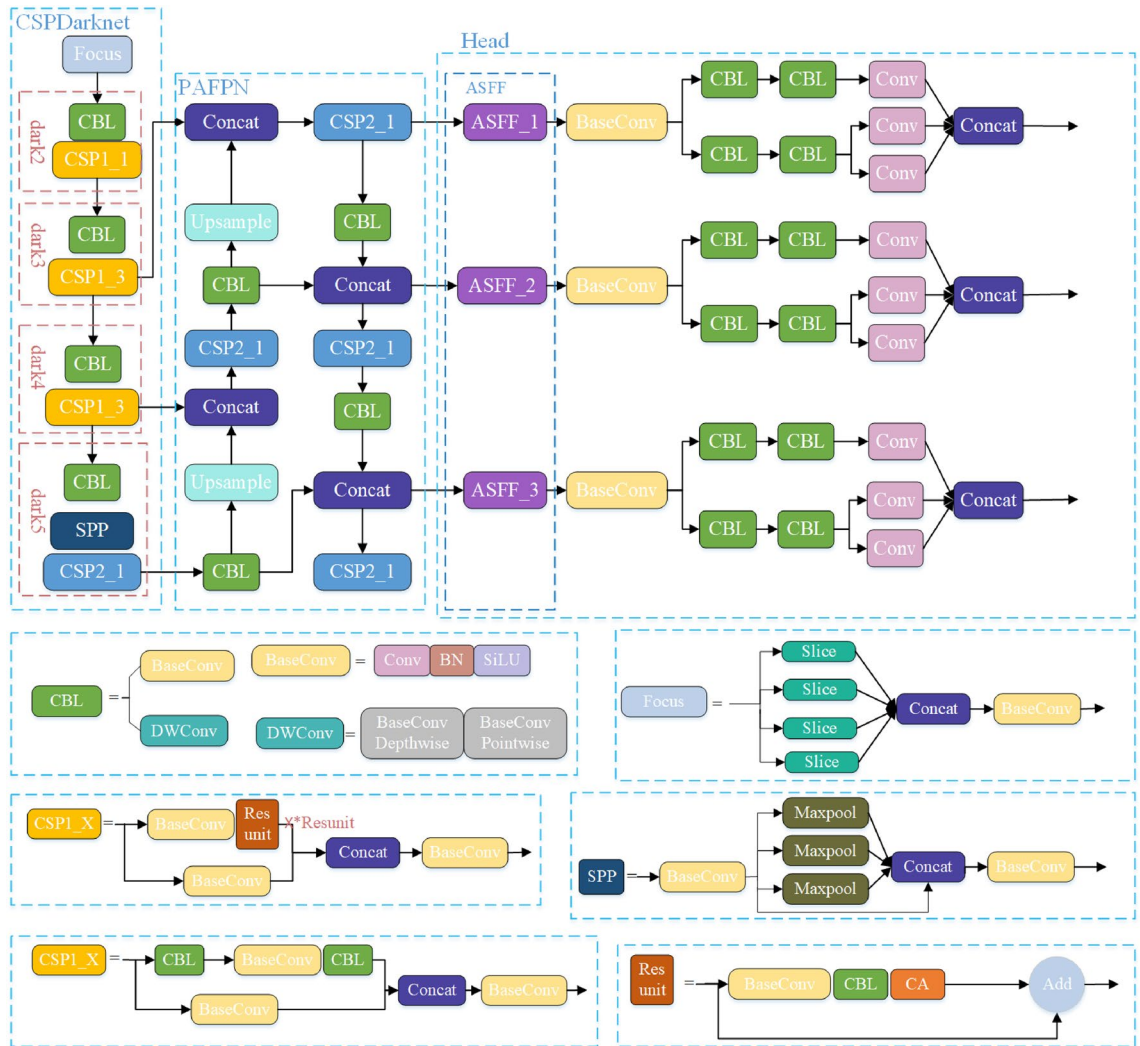 CSPDarknet
Focus
dark2
CBL
CSP1_1
dark3
CBL
CSP1_3
dark4
CBL
CSP1_3
dark5
CBL
SPP
CSP2_1
PAFPN
Concat
CSP2_1
Upsample
CBL
CBL
Concat
CSP2_1
CSP2_1
Concat
CBL
Upsample
Concat
CBL
CSP2_1
Head
ASFF
ASFF_1
BaseConv
CBL
CBL
Conv
CBL
CBL
Conv
Conv
Concat
ASFF_2
BaseConv
CBL
CBL
Conv
CBL
CBL
Conv
Conv
Concat
ASFF_3
BaseConv
CBL
CBL
Conv
CBL
CBL
Conv
Conv
Concat
CBL
=
BaseConv
DWConv
BaseConv
=
Conv
BN
SiLU
DWConv
=
BaseConv
Depthwise
BaseConv
Pointwise
Focus
=
Slice
Slice
Slice
Slice
Concat
BaseConv
CSP1_X
=
BaseConv
Res
unit
X*Resunit
BaseConv
Concat
BaseConv
SPP
=
BaseConv
Maxpool
Maxpool
Maxpool
Concat
BaseConv
CSP1_X
=
CBL
BaseConv
CBL
BaseConv
Concat
BaseConv
Res
unit
=
BaseConv
CBL
CA
Add